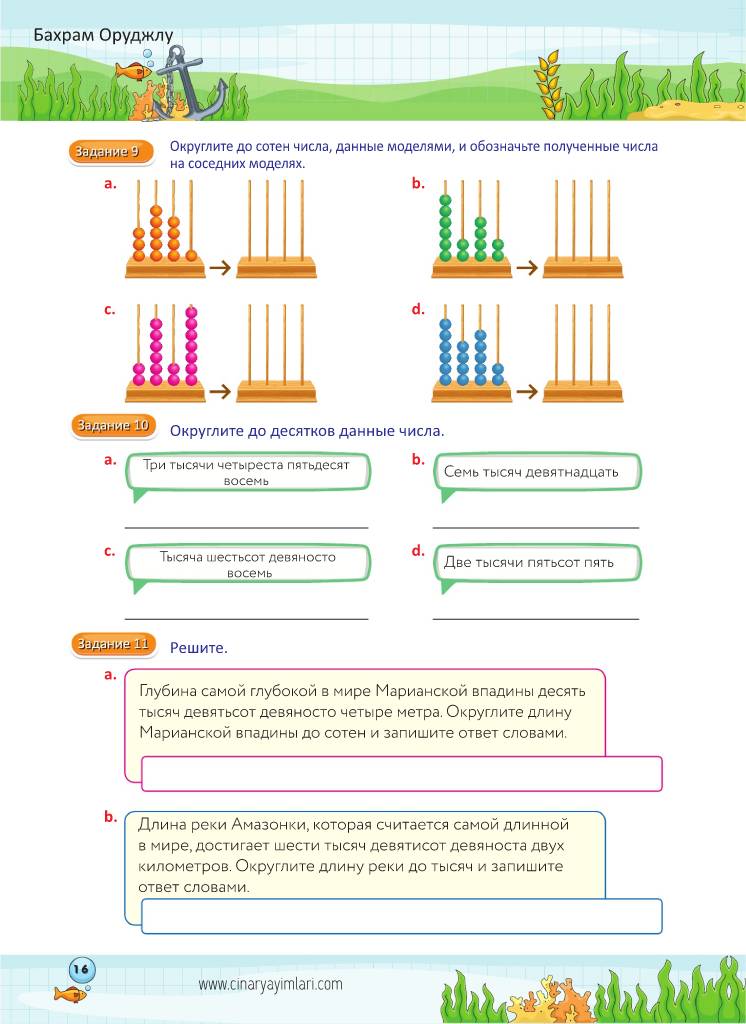 Бахрам Оруджлу
Задание 9
Округлите до сотен числа, данные моделями, и обозначьте полученные числа
на соседних моделях.
a.
b.
c.
d.
Задание 10
Округлите до десятков данные числа.
a.
Три тысячи четыреста пятьдесят
восемь
b.
Семь тысяч девятнадцать
c.
Тысяча шестьсот девяносто
восемь
d.
Две тысячи пятьсот пять
Задание 11
Решите.
a.
Глубина самой глубокой в мире Марианской впадины десять
тысяч девятьсот девяносто четыре метра. Округлите длину
Марианской впадины до сотен и запишите ответ словами.
b.
Длина реки Амазонки, которая считается самой длинной
в мире, достигает шести тысяч девятисот девяноста двух
километров. Округлите длину реки до тысяч и запишите
ответ словами.
16
www.cinaryayimlari.com